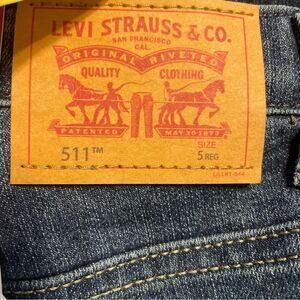 LEVI STRAUSS & CO.
SAN FRANCISCO
CAL.
ORIGINAL RIVETED
QUALITY CLOTHING
PATENTED MAY 20 1873
511™
SIZE
5 REG